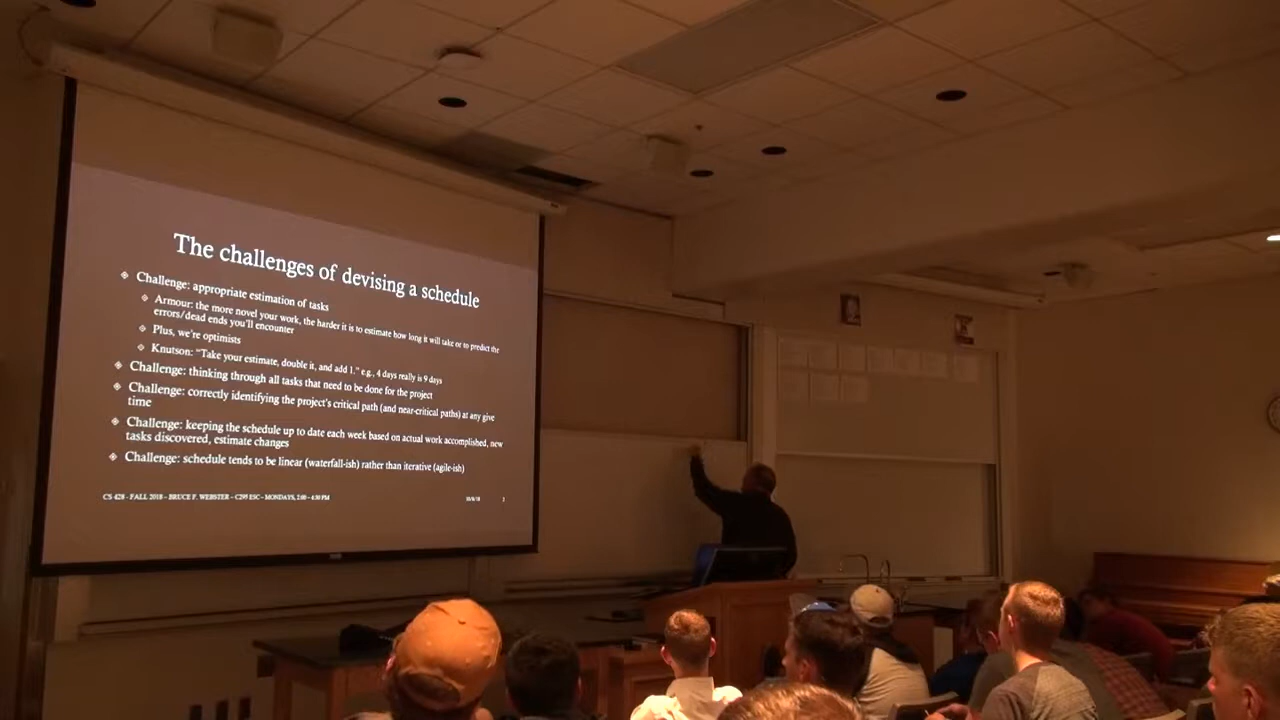 The challenges of devising a schedule
Challenge: appropriate estimation of tasks
Armour: the more novel your work, the harder it is to estimate how long it will take or to predict the
errors/dead ends you'll encounter
Plus, we're optimists
Knutson: "Take your estimate, double it, and add 1." e.g., 4 days really is 9 days
Challenge: thinking through all tasks that need to be done for the project
Challenge: correctly identifying the project's critical path (and near-critical paths) at any give
time
Challenge: keeping the schedule up to date each week based on actual work accomplished, new
tasks discovered, estimate changes
Challenge: schedule tends to be linear (waterfall-ish) rather than iterative (agile-ish)
CS 428 - FALL 2018 - BRUCE F. WEBSTER - C295 ESC - MONDAYS, 2:00 - 4:30 PM